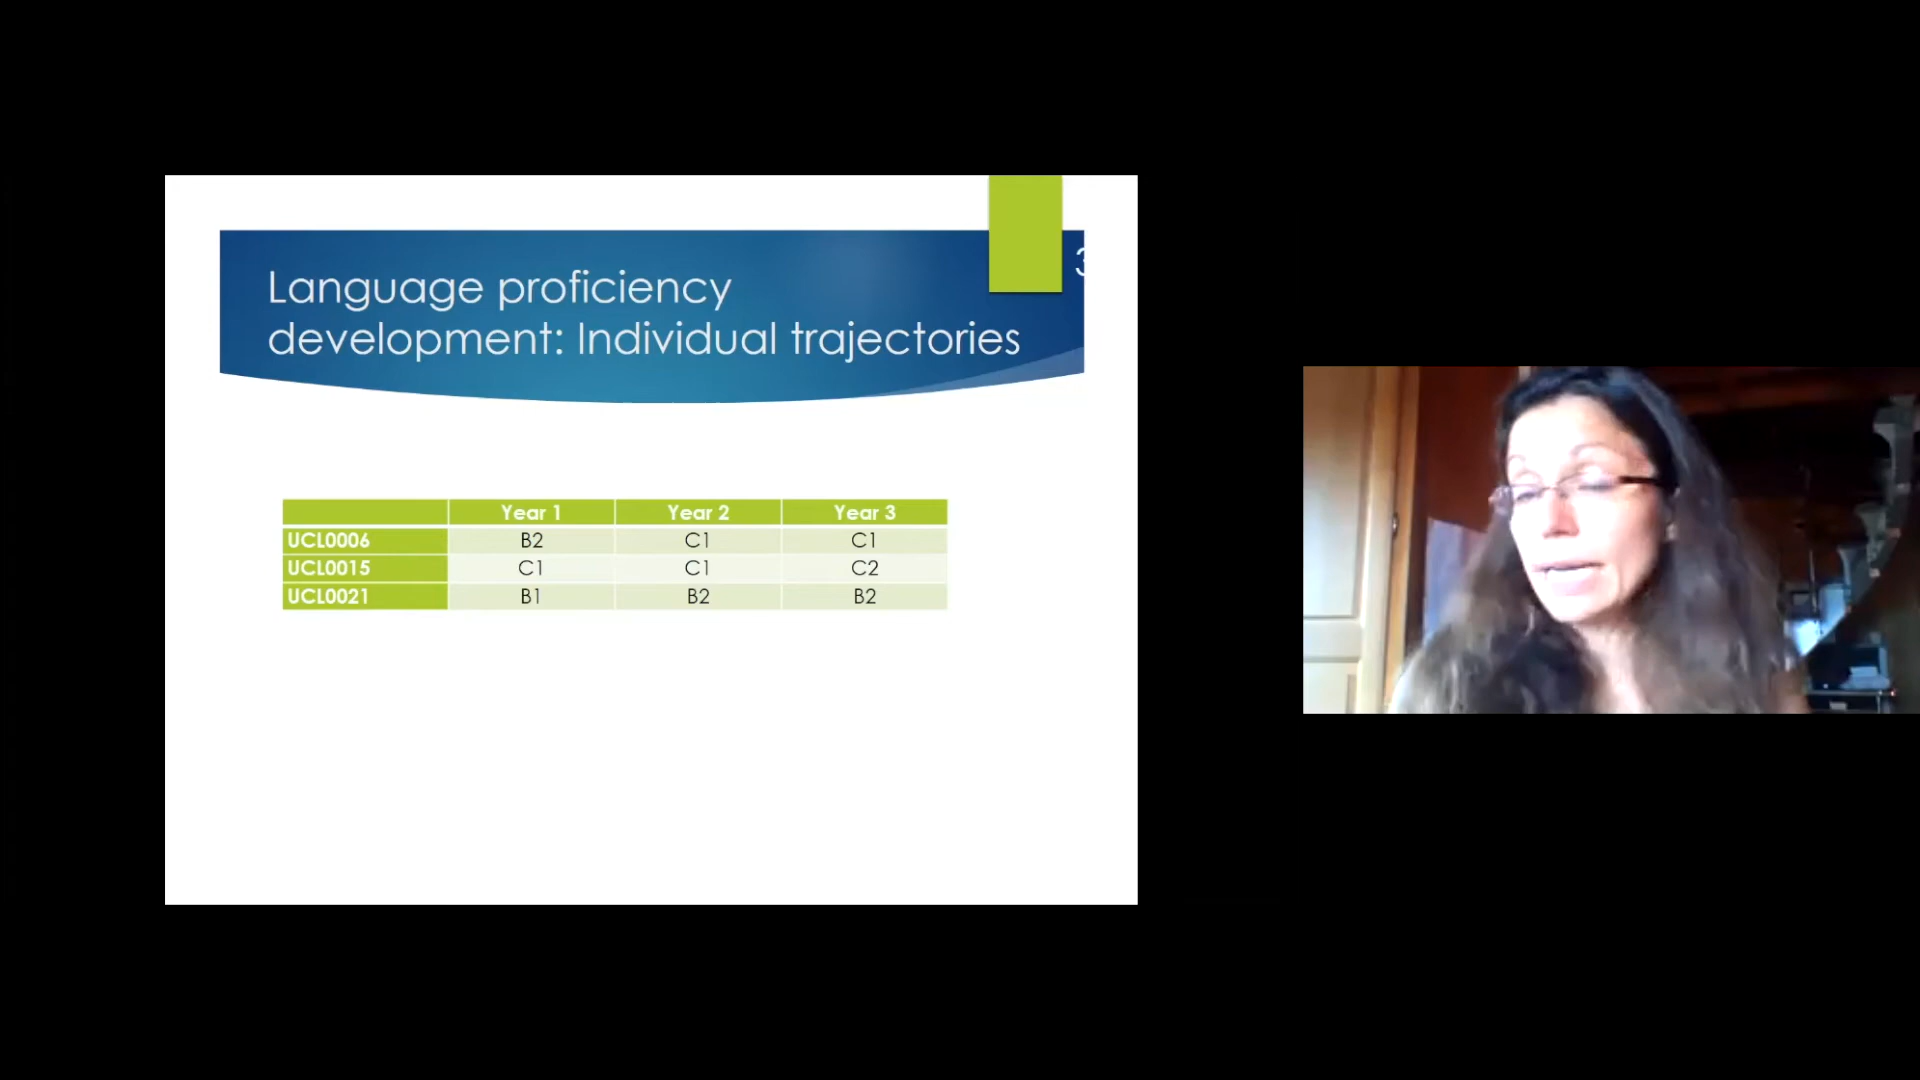 Language proficiency
development: Individual trajectories
Year 1 Year 2 Year 3
UCL0006 B2 C1 C1
UCL0015 C1 C1 C2
UCL0021 B1 B2 B2